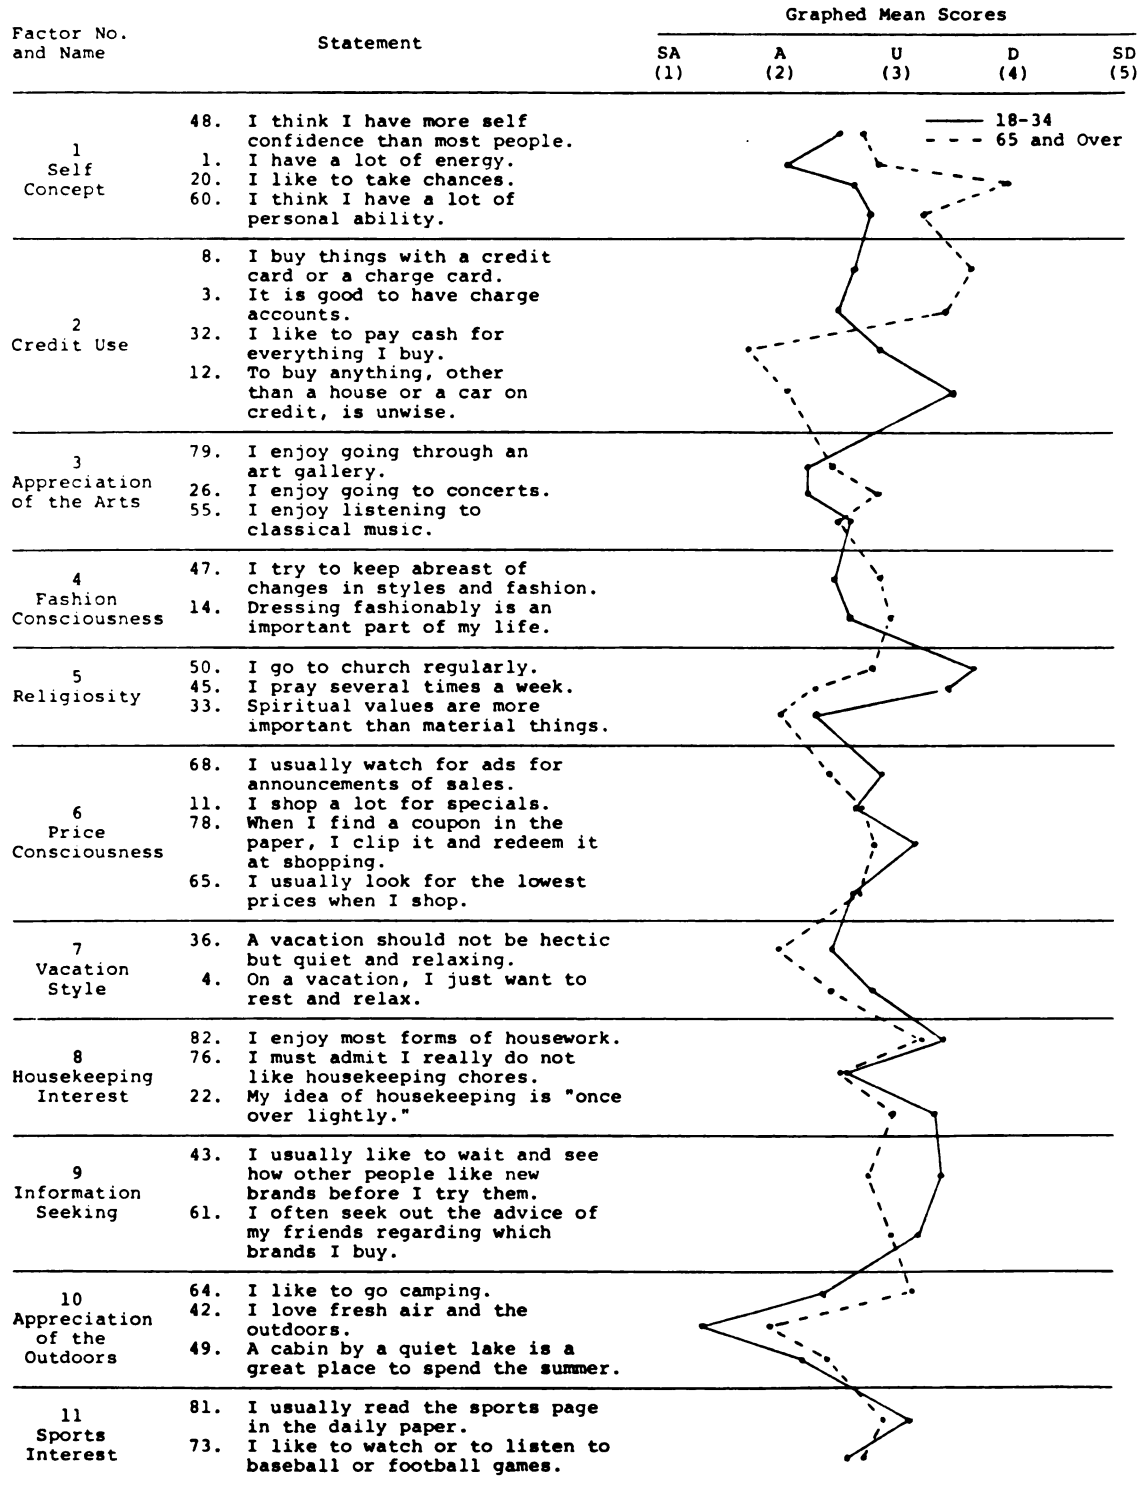 Graphed Mean Scores
Factor No.
and Name
Statement
SA A U D SD
(1) (2) (3) (4) (5)
18-34
65 and Over
1
Self
Concept
48. I think I have more self
confidence than most people.
1. I have a lot of energy.
20. I like to take chances.
60. I think I have a lot of
personal ability.
2
Credit Use
8. I buy things with a credit
card or a charge card.
3. It is good to have charge
accounts.
32. I like to pay cash for
everything I buy.
12. To buy anything, other
than a house or a car on
credit, is unwise.
3
Appreciation
of the Arts
79. I enjoy going through an
art gallery.
26. I enjoy going to concerts.
55. I enjoy listening to
classical music.
4
Fashion
Consciousness
47. I try to keep abreast of
changes in styles and fashion.
14. Dressing fashionably is an
important part of my life.
5
Religiosity
50. I go to church regularly.
45. I pray several times a week.
33. Spiritual values are more
important than material things.
6
Price
Consciousness
68. I usually watch for ads for
announcements of sales.
11. I shop a lot for specials.
78. When I find a coupon in the
paper, I clip it and redeem it
at shopping.
65. I usually look for the lowest
prices when I shop.
7
Vacation
Style
36. A vacation should not be hectic
but quiet and relaxing.
4. On a vacation, I just want to
rest and relax.
8
Housekeeping
Interest
82. I enjoy most forms of housework.
76. I must admit I really do not
like housekeeping chores.
22. My idea of housekeeping is "once
over lightly."
9
Information
Seeking
43. I usually like to wait and see
how other people like new
brands before I try them.
61. I often seek out the advice of
my friends regarding which
brands I buy.
10
Appreciation
of the
Outdoors
64. I like to go camping.
42. I love fresh air and the
outdoors.
49. A cabin by a quiet lake is a
great place to spend the summer.
11
Sports
Interest
81. I usually read the sports page
in the daily paper.
73. I like to watch or to listen to
baseball or football games.